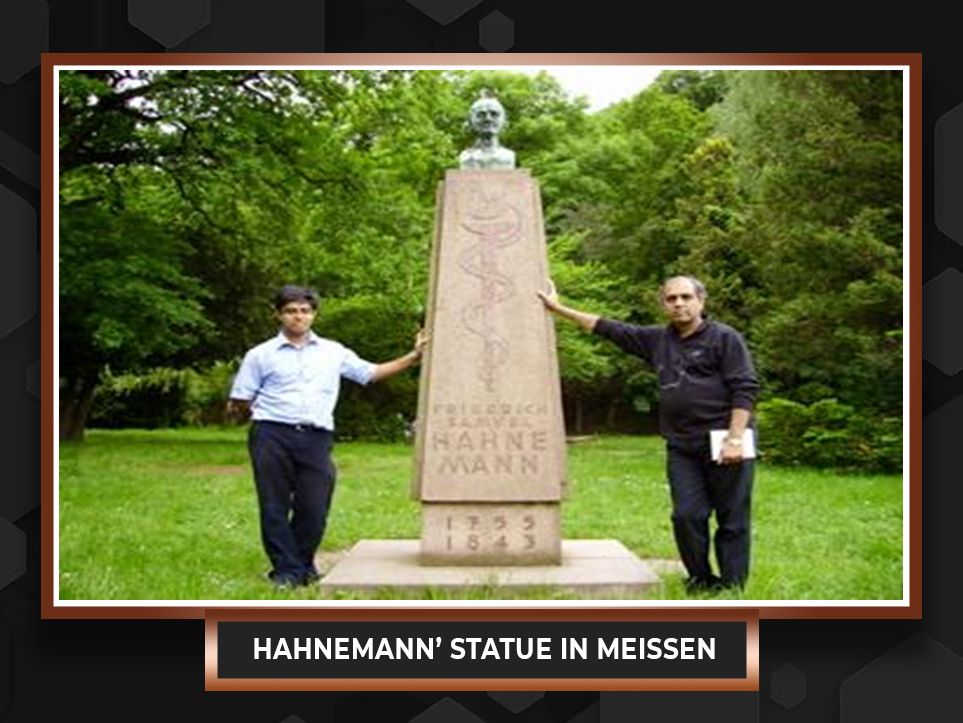 FRIEDRICH
SAMUEL
HAHNE
MANN
1755
1843
HAHNEMANN’ STATUE IN MEISSEN